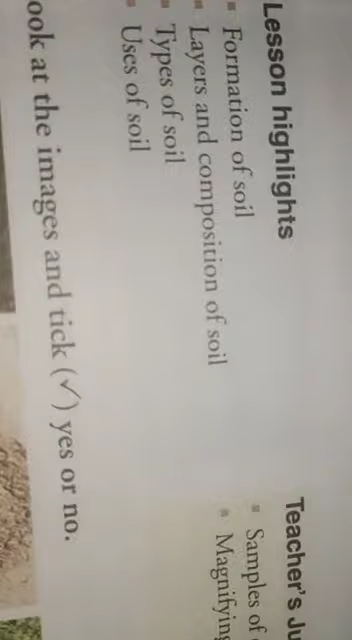 Lesson highlights
Formation of soil
Layers and composition of soil
Types of soil
Uses of soil
Teacher's
Samples of
Magnifying
ook at the images and tick (✓) yes or no.